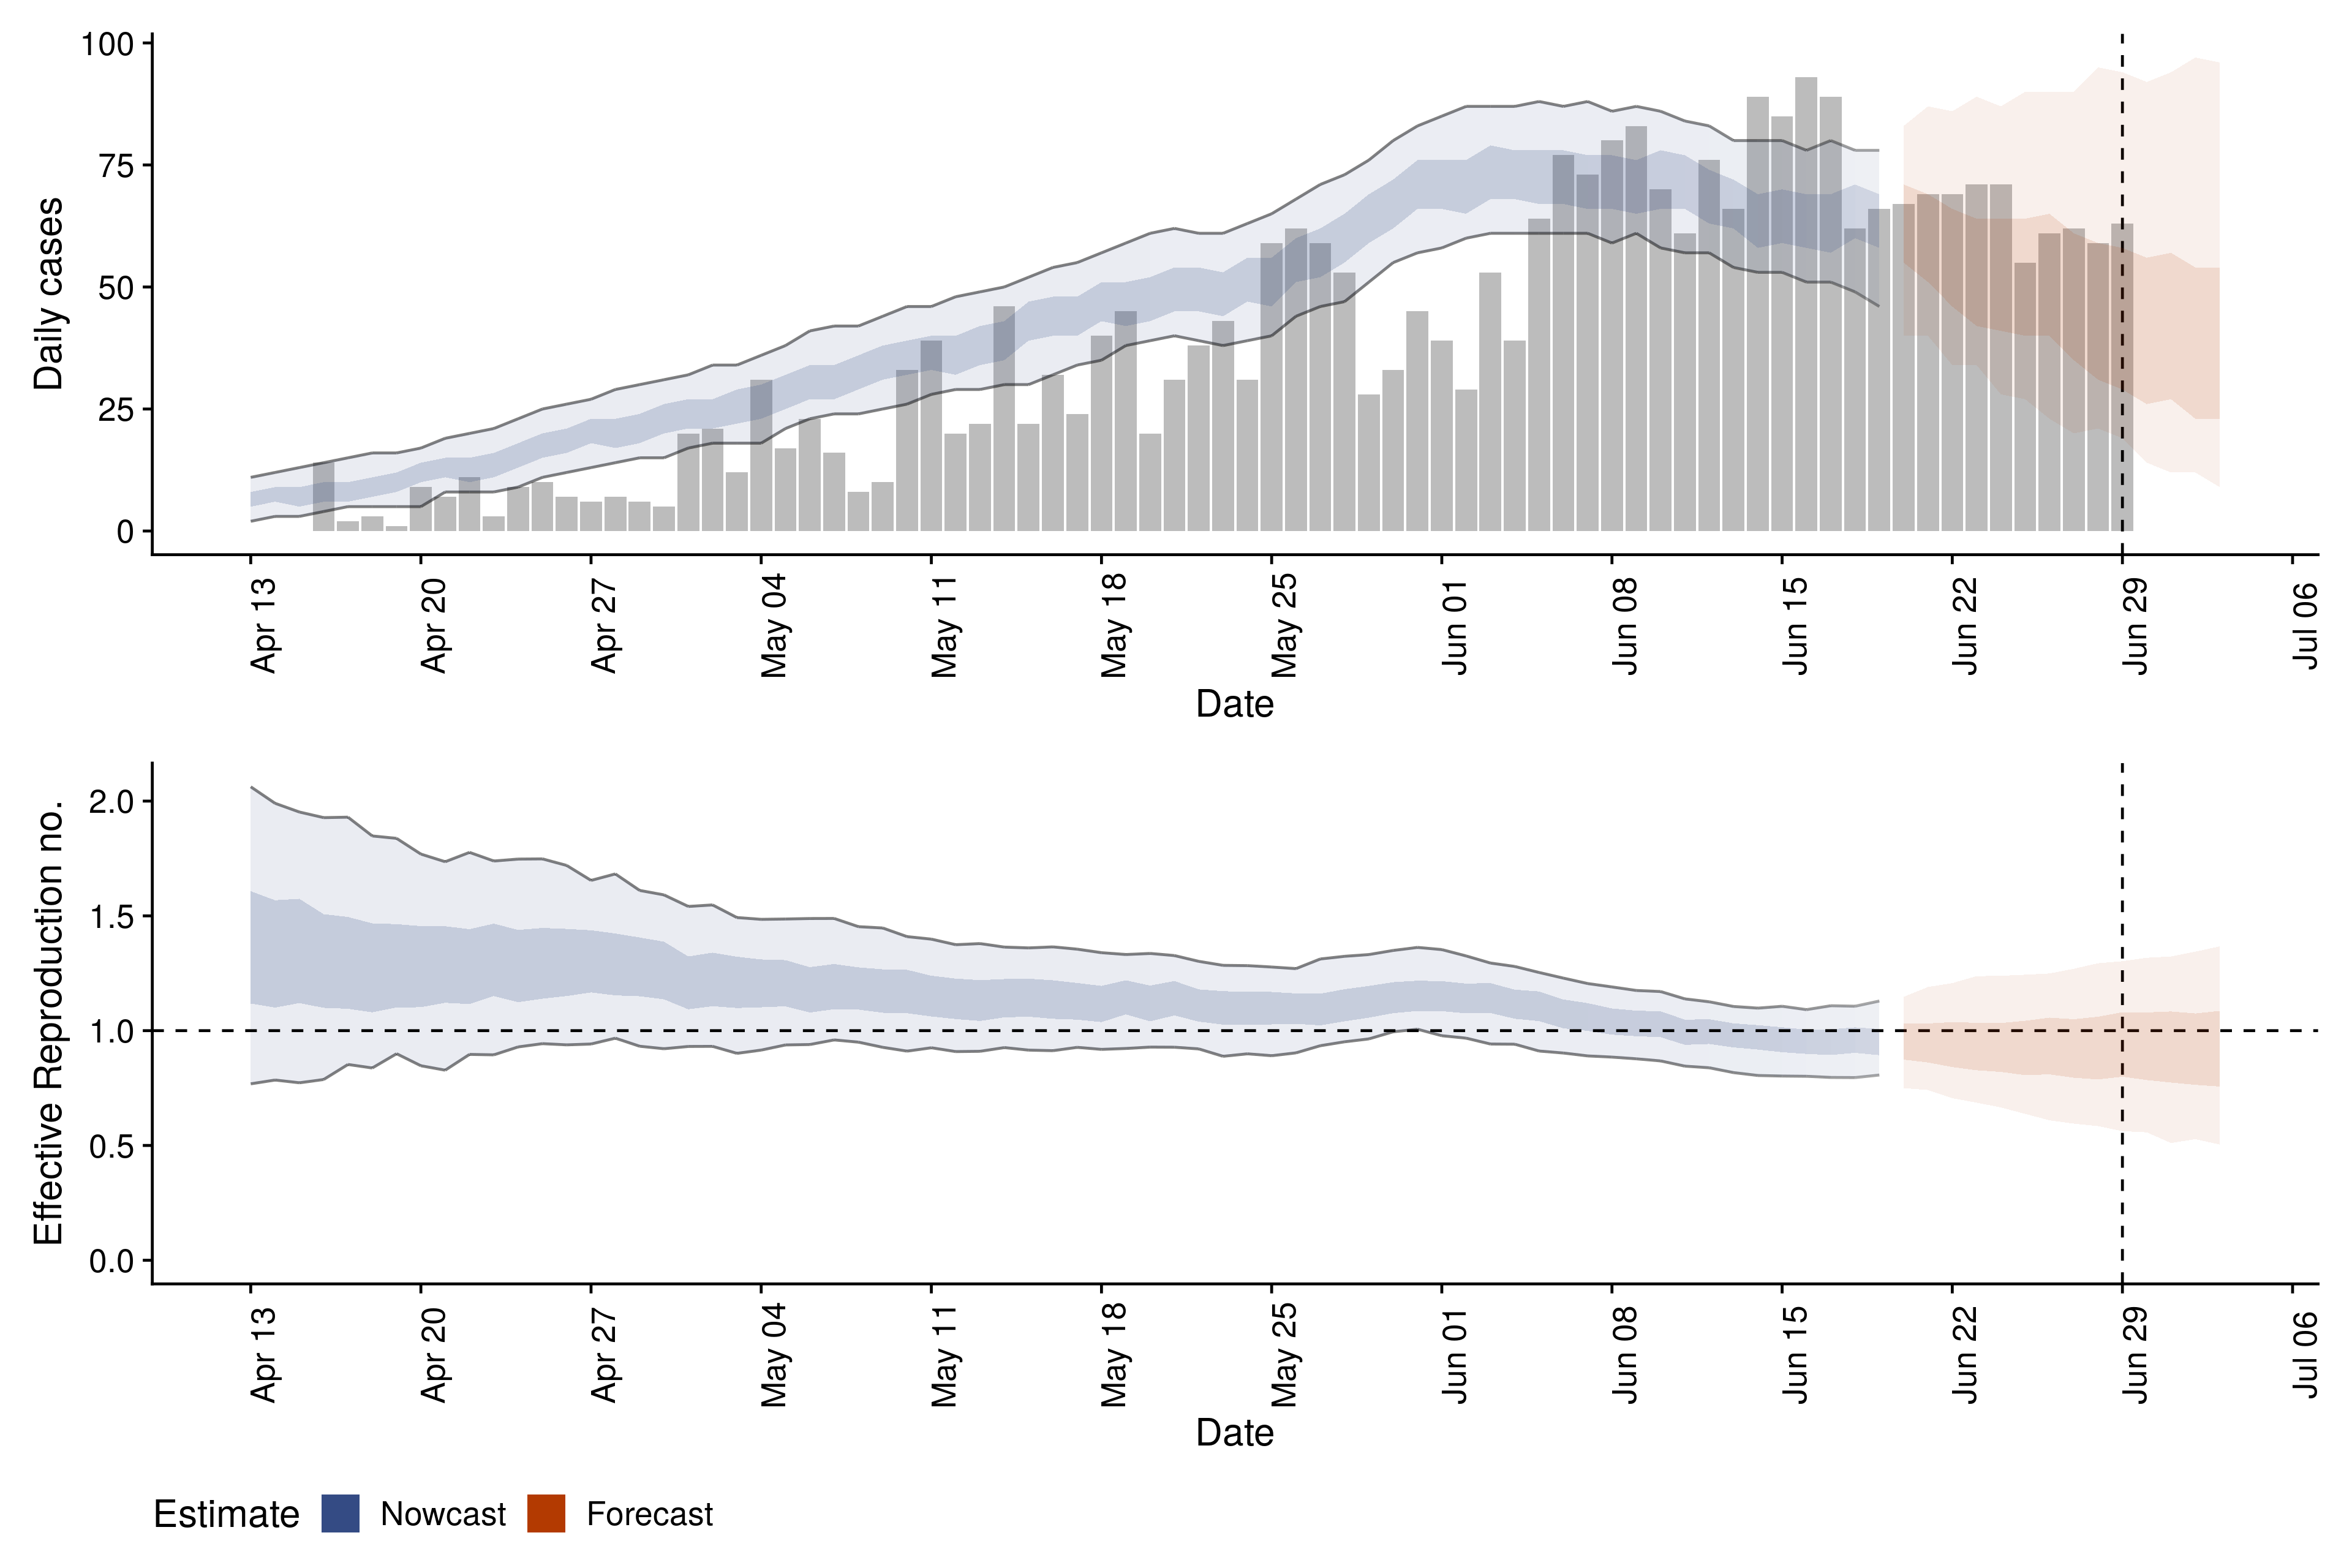 Daily cases
100
75
50
25
0
Apr 13
Apr 20
Apr 27
May 04
May 11
May 18
May 25
Jun 01
Jun 08
Jun 15
Jun 22
Jun 29
Jul 06
Date
Effective Reproduction no.
2.0
1.5
1.0
0.5
0.0
Apr 13
Apr 20
Apr 27
May 04
May 11
May 18
May 25
Jun 01
Jun 08
Jun 15
Jun 22
Jun 29
Jul 06
Date
Estimate Nowcast Forecast